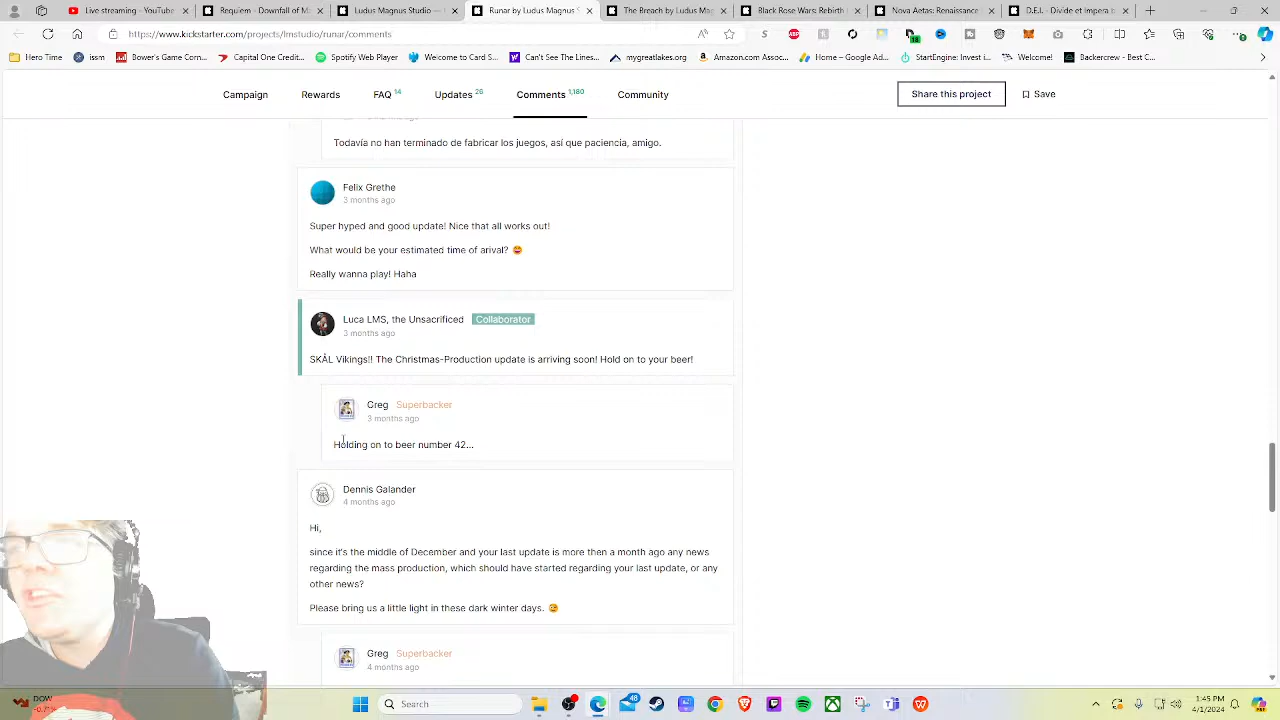 Live streaming - YouTube
Requiem - Downfall of M
Ludus Magnus Studio —
Runar by Ludus Magnus S
The Breach by Ludus M
Black Rose Wars Rebirth
Nova Aetas: Renaissance
D.E.I. - Divide et Impera b
https://www.kickstarter.com/projects/lmstudio/runar/comments
Hero Time
issri
Dower's Game Corn...
Capital One Credit...
Spotify Web Player
Welcome to Card S...
Can't See The Lines...
miogreatlakes.org
Amazon.com Assoc...
Home – Google Ad...
StartEngine: Invest i...
Welcome!
Backercrew - Best C...
Campaign Rewards FAQ 14 Updates 26 Comments 1,180 Community
Share this project Save
Todavía no han terminado de fabricar los juegos, así que paciencia, amigo.
Felix Grethe
3 months ago
Super hyped and good update! Nice that all works out!
What would be your estimated time of arival? 😄
Really wanna play! Haha
Luca LMS, the Unsacrificed Collaborator
3 months ago
SKÅL Vikings!! The Christmas-Production update is arriving soon! Hold on to your beer!
Greg Superbacker
3 months ago
Holding on to beer number 42...
Dennis Galander
4 months ago
Hi,
since it's the middle of December and your last update is more then a month ago any news
regarding the mass production, which should have started regarding your last update, or any
other news?
Please bring us a little light in these dark winter days. 😉
Greg Superbacker
4 months ago
DOW
Search
48
1:45 PM
4/1/2024